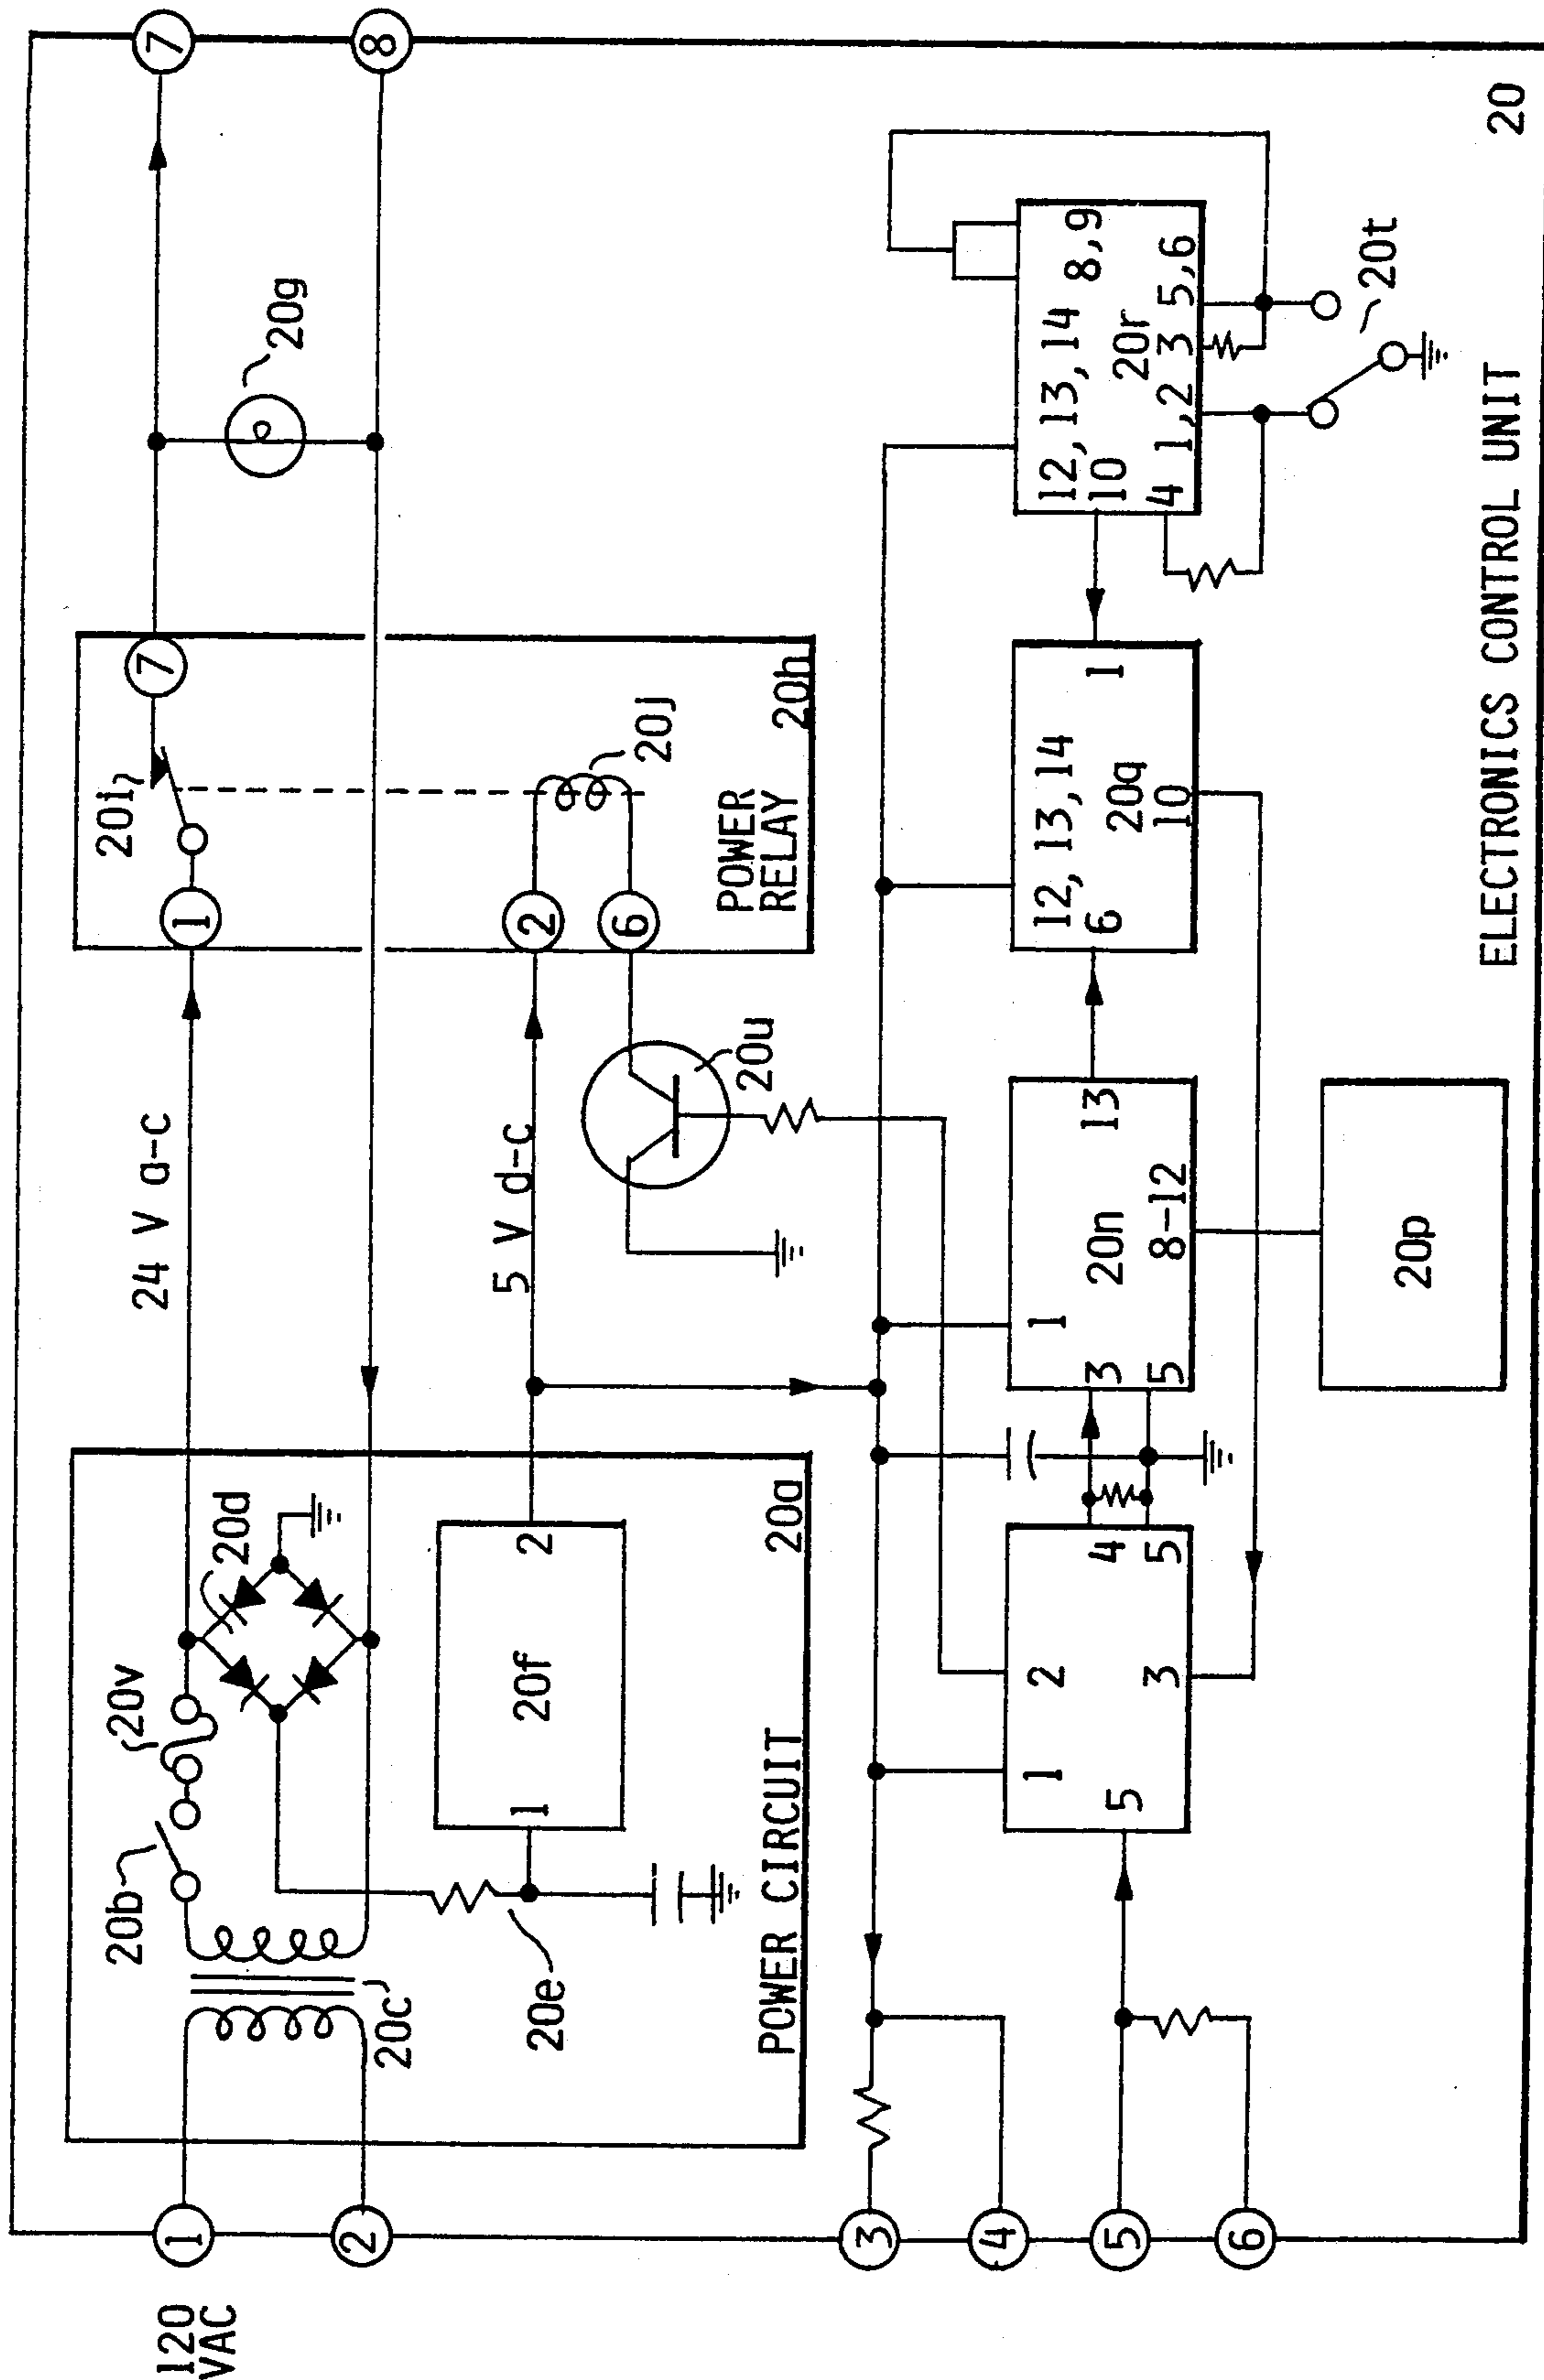 120
VAC
1
2
3
4
5
6
7
8
20b
20v
20d
20c
20e
1
20f
2
20a
POWER CIRCUIT
24 V a-c
5 V d-c
1
20i
7
2
20j
6
POWER
RELAY
20h
20g
20u
1
2
5
4
5
3
1
3
5
20n
13
8-12
20p
12, 13, 14
6
20q
1
10
12, 13, 14
8, 9
10
20r
4
1, 2
3
5, 6
20t
ELECTRONICS CONTROL UNIT
20